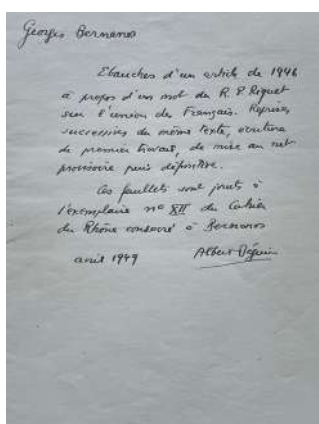 Georges Bernanos
Ebauches d'un article de 1946
à propos d'un mot du R. P. Riquet
sur l'union des Français. Reprises
successives du même texte, écriture
de premier travail, de mise au net
provisoire puis définitive.
Ces feuillets sont joints à
l'exemplaire n° XII du Cahier
du Rhône consacré à Bernanos
avril 1949 Albert Béguin